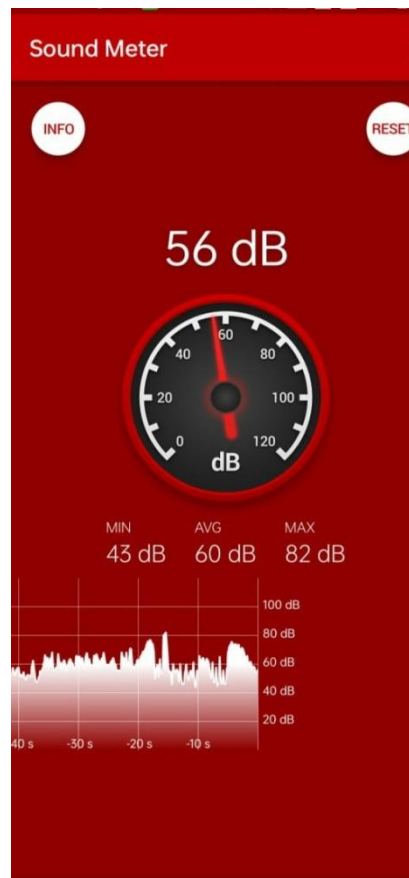 Sound Meter
INFO
RESET
56 dB
60
40
80
20
100
0
120
dB
MIN AVG MAX
43 dB 60 dB 82 dB
100 dB
80 dB
60 dB
40 dB
20 dB
40 s -30 s -20 s -10 s